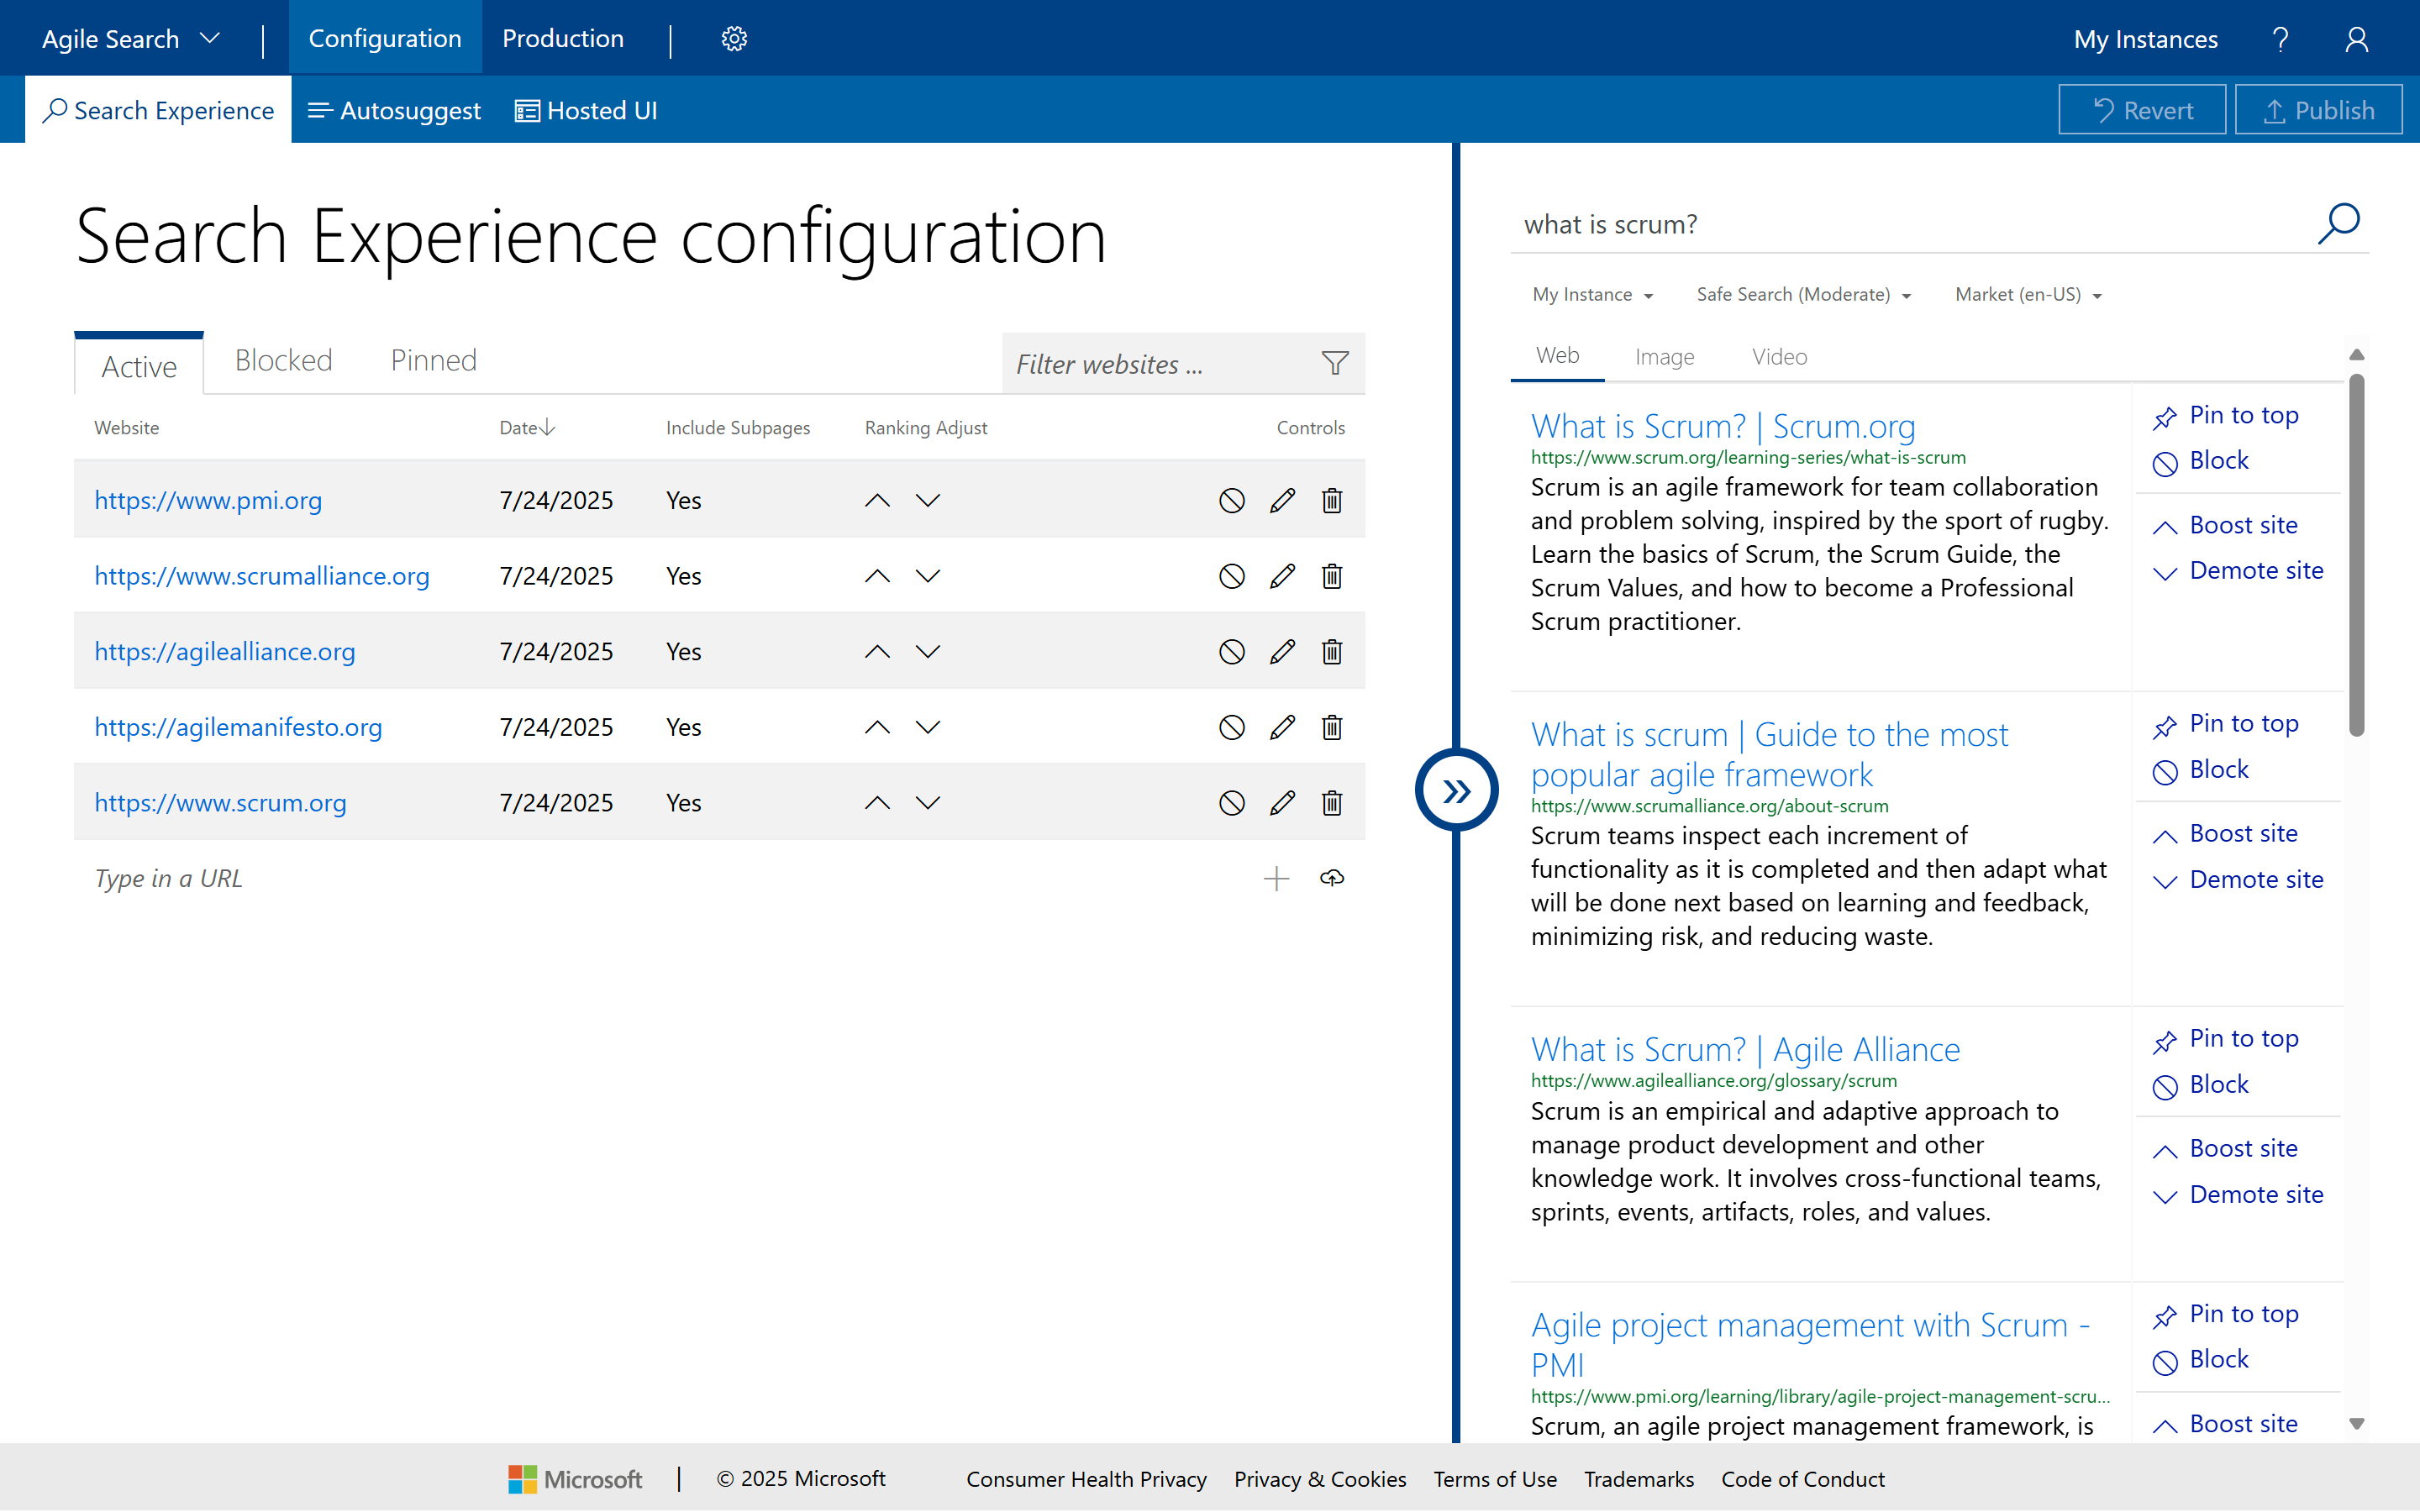 Agile Search
Configuration
Production
My Instances
Search Experience
Autosuggest
Hosted UI
Revert
Publish
Search Experience configuration
Active
Blocked
Pinned
Filter websites ...
Website
Date
Include Subpages
Ranking Adjust
Controls
https://www.pmi.org
7/24/2025
Yes
https://www.scrumalliance.org
7/24/2025
Yes
https://agilealliance.org
7/24/2025
Yes
https://agilemanifesto.org
7/24/2025
Yes
https://www.scrum.org
7/24/2025
Yes
Type in a URL
what is scrum?
My Instance
Safe Search (Moderate)
Market (en-US)
Web
Image
Video
What is Scrum? | Scrum.org
https://www.scrum.org/learning-series/what-is-scrum
Scrum is an agile framework for team collaboration
and problem solving, inspired by the sport of rugby.
Learn the basics of Scrum, the Scrum Guide, the
Scrum Values, and how to become a Professional
Scrum practitioner.
Pin to top
Block
Boost site
Demote site
What is scrum | Guide to the most
popular agile framework
https://www.scrumalliance.org/about-scrum
Scrum teams inspect each increment of
functionality as it is completed and then adapt what
will be done next based on learning and feedback,
minimizing risk, and reducing waste.
Pin to top
Block
Boost site
Demote site
What is Scrum? | Agile Alliance
https://www.agilealliance.org/glossary/scrum
Scrum is an empirical and adaptive approach to
manage product development and other
knowledge work. It involves cross-functional teams,
sprints, events, artifacts, roles, and values.
Pin to top
Block
Boost site
Demote site
Agile project management with Scrum -
PMI
https://www.pmi.org/learning/library/agile-project-management-scru...
Scrum, an agile project management framework, is
Pin to top
Block
Boost site
Microsoft
© 2025 Microsoft
Consumer Health Privacy
Privacy & Cookies
Terms of Use
Trademarks
Code of Conduct